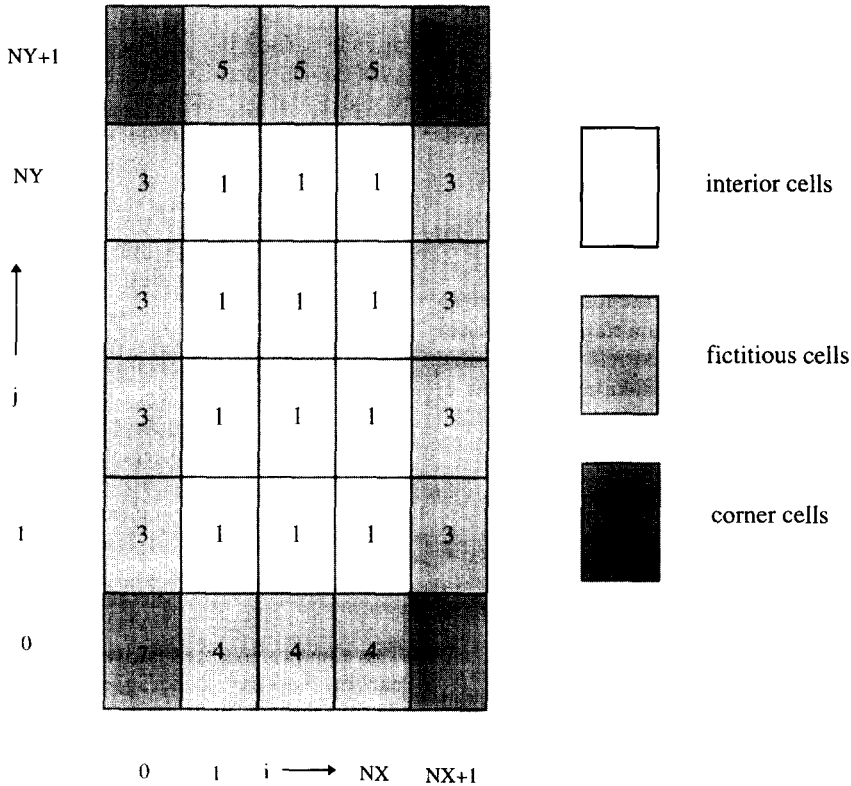 NY+1
5 5 5
NY
3 1 1 1 3
interior cells
3 1 1 1 3
fictitious cells
j
3 1 1 1 3
corner cells
1
3 1 1 1 3
0
7 4 4 4
0 1 i NX NX+1